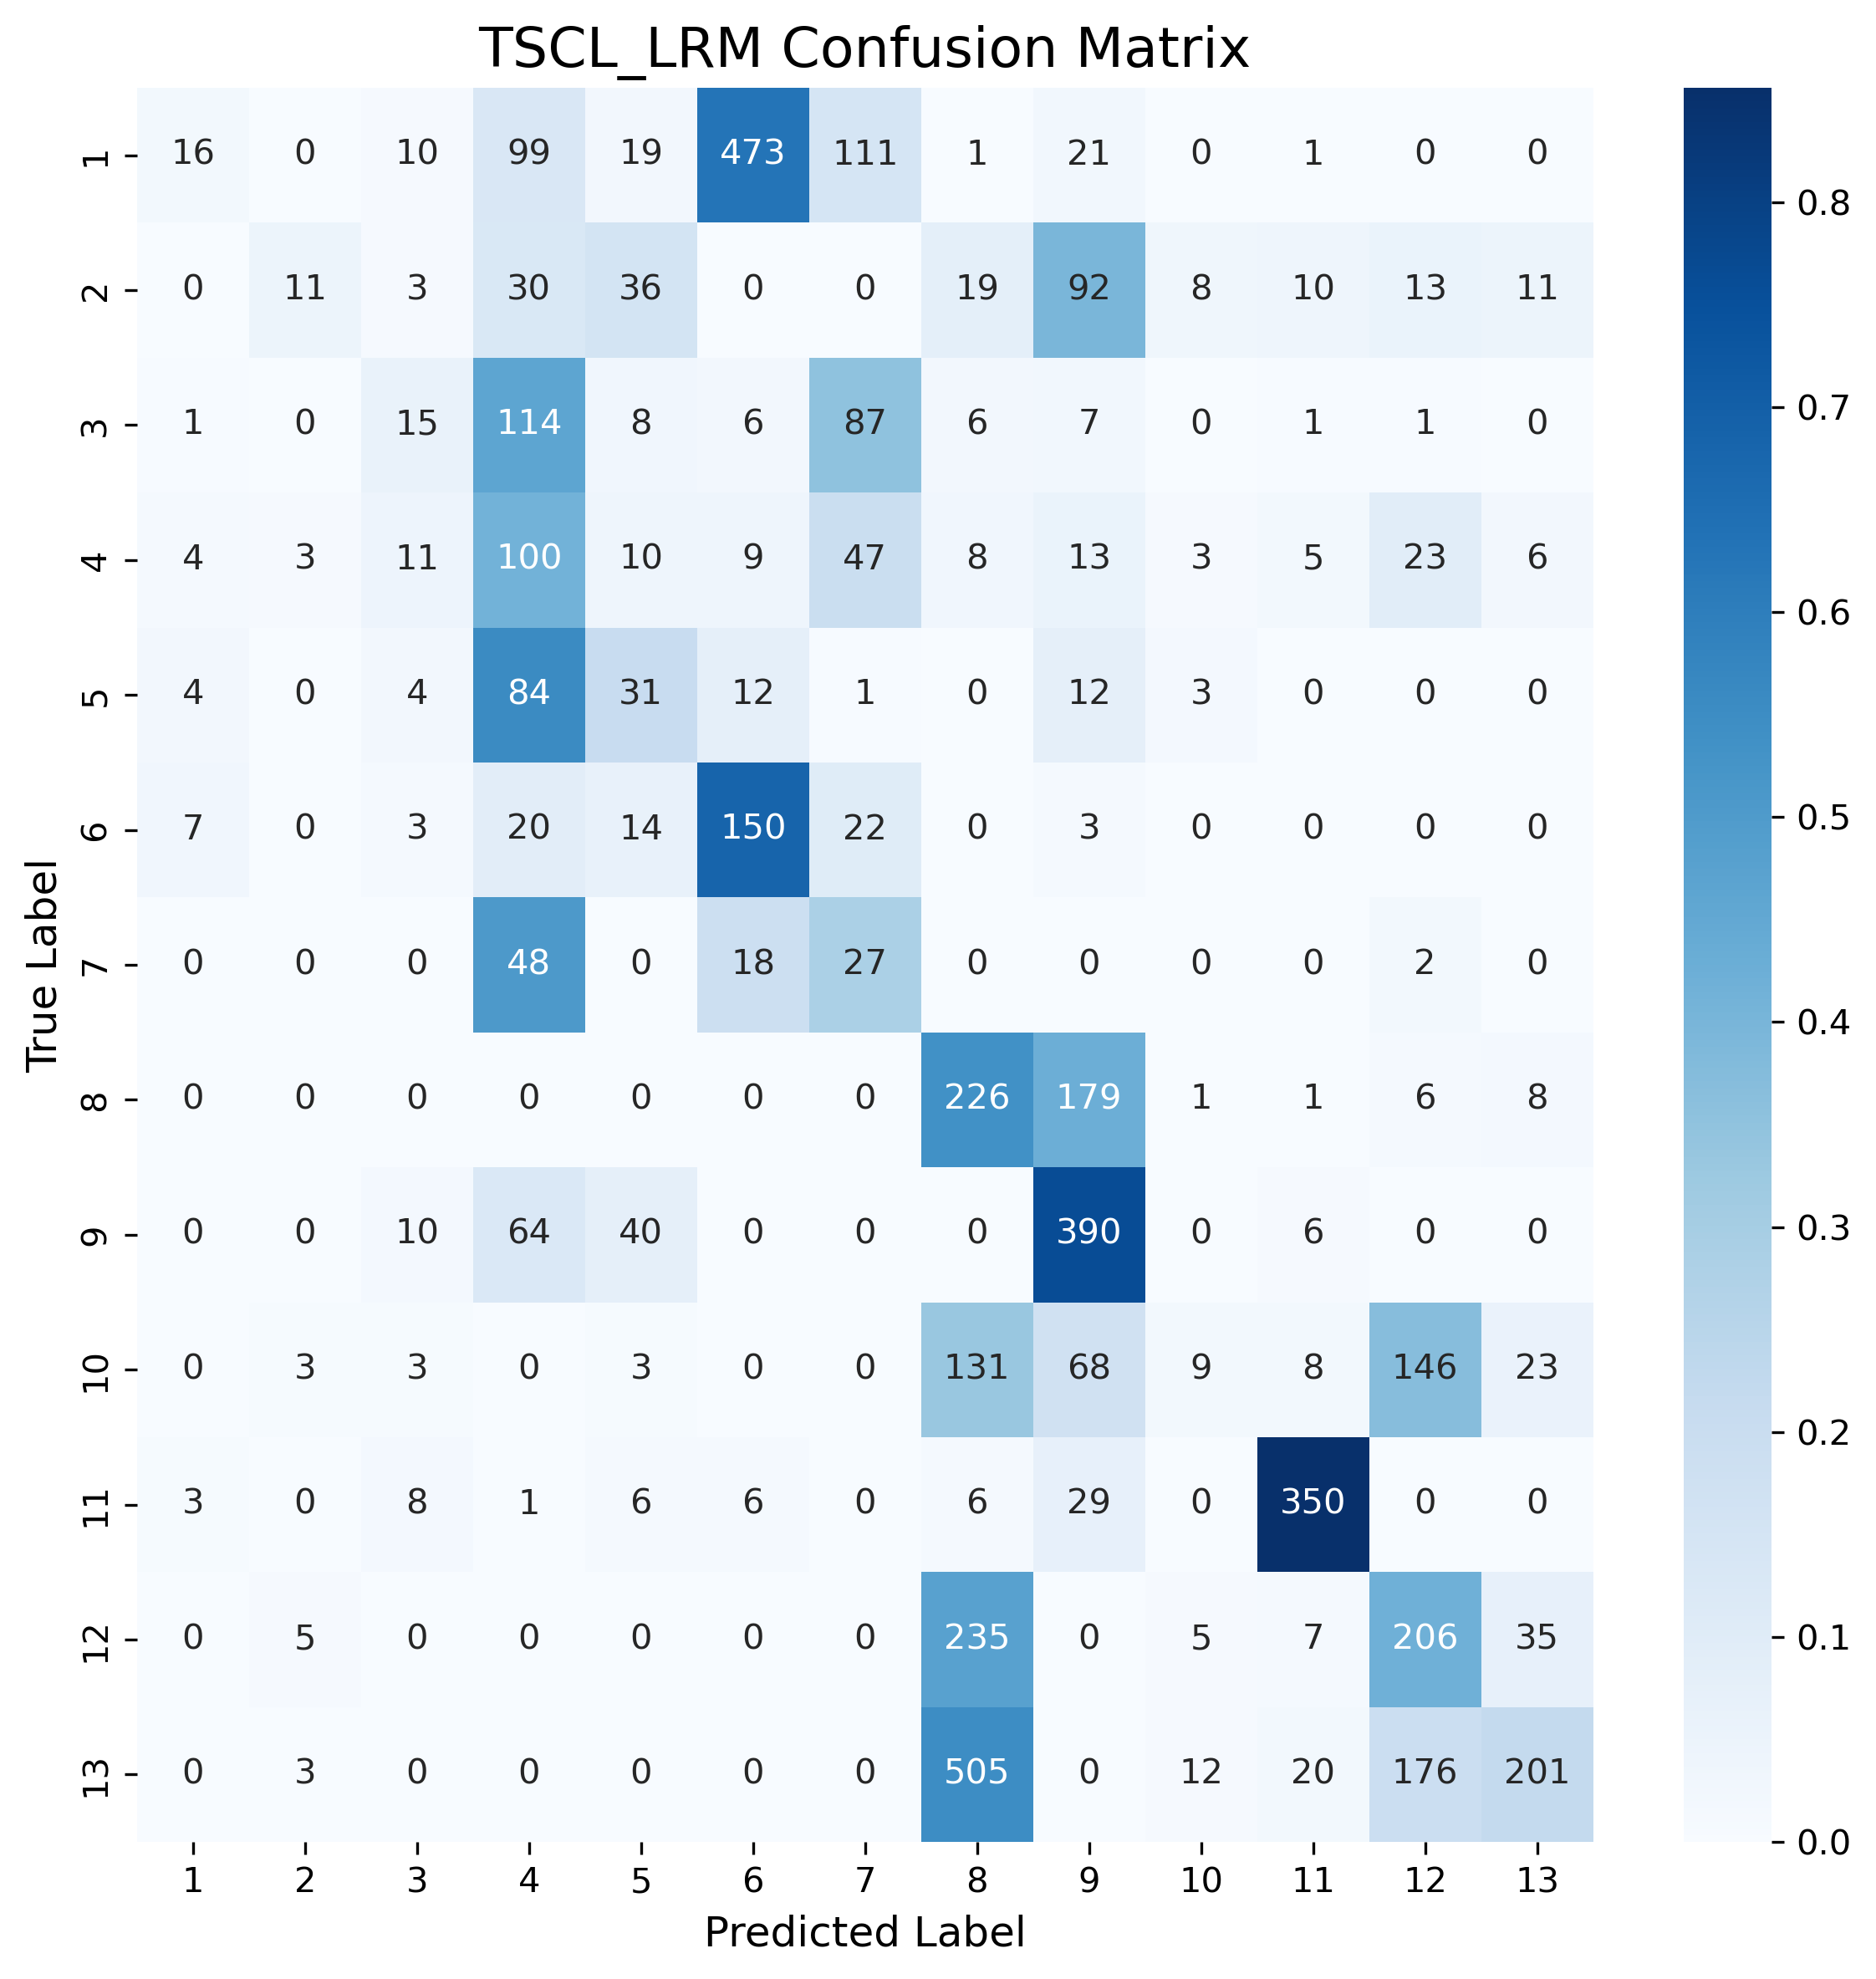 TSCL_LRM Confusion Matrix
1 16 0 10 99 19 473 111 1 21 0 1 0 0
2 0 11 3 30 36 0 0 19 92 8 10 13 11
3 1 0 15 114 8 6 87 6 7 0 1 1 0
4 4 3 11 100 10 9 47 8 13 3 5 23 6
5 4 0 4 84 31 12 1 0 12 3 0 0 0
6 7 0 3 20 14 150 22 0 3 0 0 0 0
7 0 0 0 48 0 18 27 0 0 0 0 2 0
8 0 0 0 0 0 0 0 226 179 1 1 6 8
9 0 0 10 64 40 0 0 0 390 0 6 0 0
10 0 3 3 0 3 0 0 131 68 9 8 146 23
11 3 0 8 1 6 6 0 6 29 0 350 0 0
12 0 5 0 0 0 0 0 235 0 5 7 206 35
13 0 3 0 0 0 0 0 505 0 12 20 176 201
1 2 3 4 5 6 7 8 9 10 11 12 13
Predicted Label
True Label
0.8
0.7
0.6
0.5
0.4
0.3
0.2
0.1
0.0